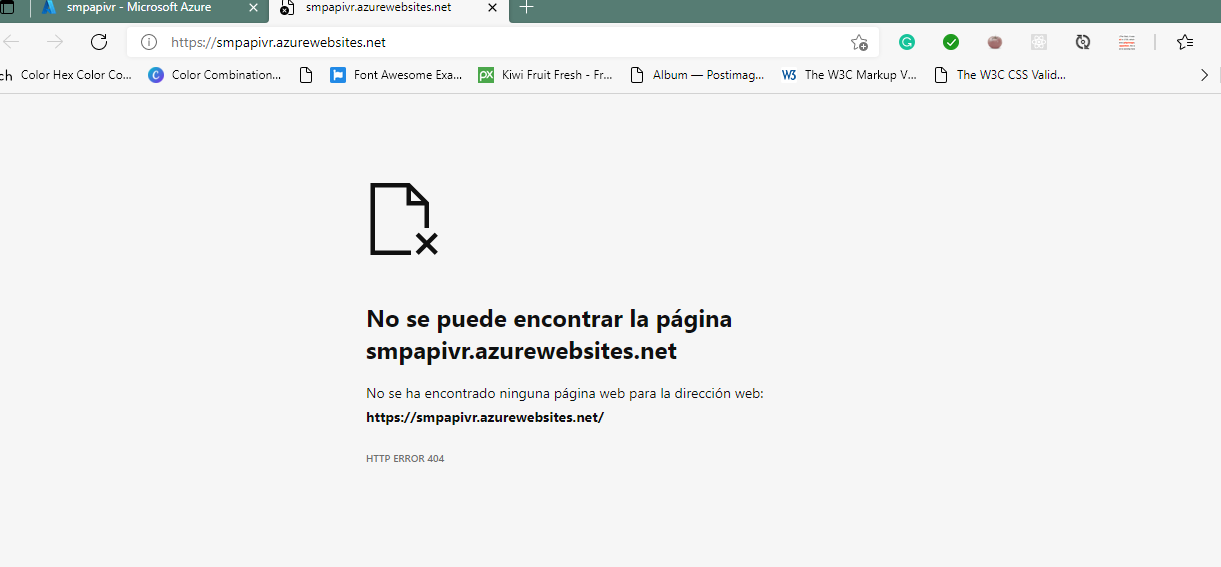 smpapivr - Microsoft Azure
smpapivr.azurewebsites.net
https://smpapivr.azurewebsites.net
ch Color Hex Color Co... C Color Combination... Font Awesome Exa... px Kiwi Fruit Fresh - Fr... Album — Postimag... W3 The W3C Markup V... The W3C CSS Valid...
No se puede encontrar la página
smpapivr.azurewebsites.net
No se ha encontrado ninguna página web para la dirección web:
https://smpapivr.azurewebsites.net/
HTTP ERROR 404